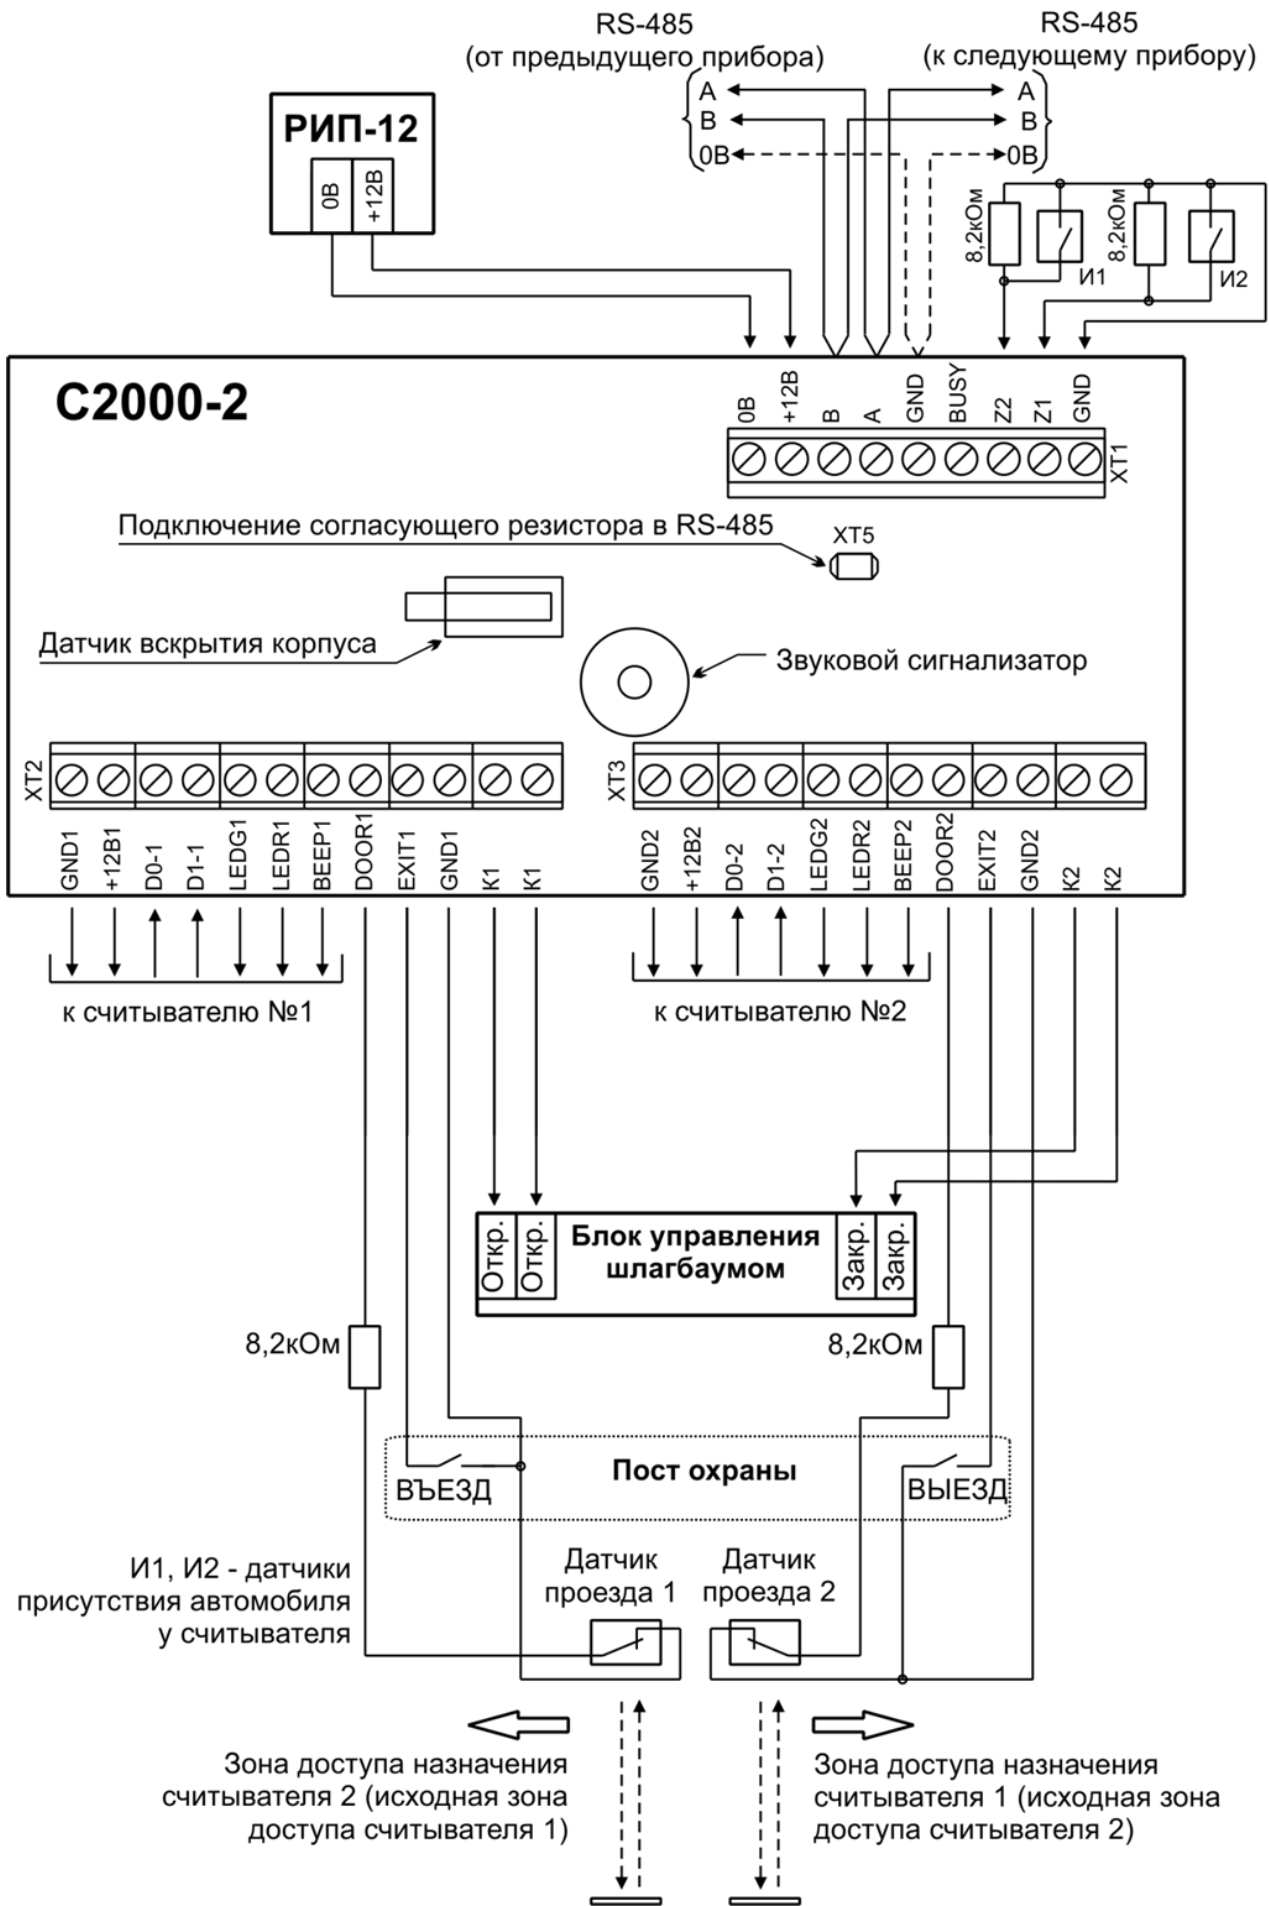 RS-485
(от предыдущего прибора)
RS-485
(к следующему прибору)
A
B
0В
A
B
0В
РИП-12
0В
+12В
8,2кОм
И1
8,2кОм
И2
С2000-2
0В
+12В
B
A
GND
BUSY
Z2
Z1
GND
XT1
Подключение согласующего резистора в RS-485
XT5
Датчик вскрытия корпуса
Звуковой сигнализатор
XT2
XT3
GND1
+12В1
D0-1
D1-1
LEDG1
LEDR1
BEEP1
DOOR1
EXIT1
GND1
К1
К1
GND2
+12В2
D0-2
D1-2
LEDG2
LEDR2
BEEP2
DOOR2
EXIT2
GND2
К2
К2
к считывателю №1
к считывателю №2
Откр.
Откр.
Блок управления
шлагбаумом
Закр.
Закр.
8,2кОм
8,2кОм
Пост охраны
ВЪЕЗД
ВЫЕЗД
И1, И2 - датчики
присутствия автомобиля
у считывателя
Датчик
проезда 1
Датчик
проезда 2
Зона доступа назначения
считывателя 2 (исходная зона
доступа считывателя 1)
Зона доступа назначения
считывателя 1 (исходная зона
доступа считывателя 2)